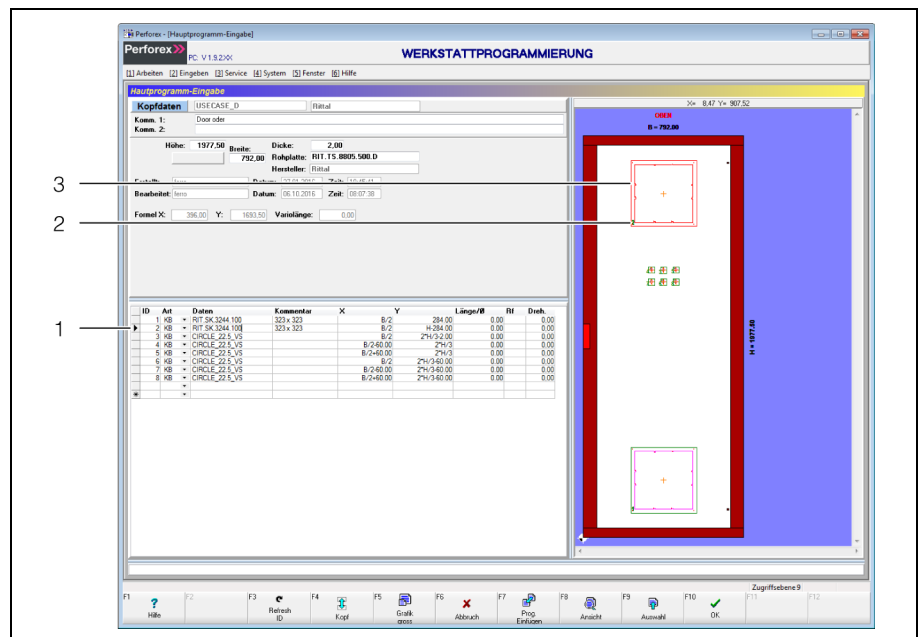 Perforex - [Hauptprogramm-Eingabe]
Perforex
PC: V 1.9.2
WERKSTATTPROGRAMMIERUNG
[1] Arbeiten [2] Eingeben [3] Service [4] System [5] Fenster [6] Hilfe
Hautprogramm-Eingabe
Kopfdaten USECASE_D Rittal
Komm. 1: Door oder
Komm. 2:
Höhe: 1977,50 Breite: 792,00 Dicke: 2,00
Rohplatte: RIT.TS.8805.500.D
Hersteller: Rittal
Datum: Zeit:
Bearbeitet: Datum: 06.10.2016 Zeit: 08:07:38
Formel X: 396,00 Y: 1693,50 Variolänge: 0,00
ID Art Daten Kommentar X Y Länge/Ø Rf Dreh.
1 KB RIT.SK.3244.100 323 x 323 B/2 284.00 0.00 0.00
2 KB RIT.SK.3244.100 323 x 323 B/2 H-284.00 0.00 0.00
3 KB CIRCLE_22.5_VS B/2 2*H/3-2.00 0.00 0.00
4 KB CIRCLE_22.5_VS B/2-60.00 2*H/3 0.00 0.00
5 KB CIRCLE_22.5_VS B/2+60.00 2*H/3 0.00 0.00
6 KB CIRCLE_22.5_VS B/2 2*H/3-60.00 0.00 0.00
7 KB CIRCLE_22.5_VS B/2-60.00 2*H/3-60.00 0.00 0.00
8 KB CIRCLE_22.5_VS B/2+60.00 2*H/3-60.00 0.00 0.00
X= 8,47 Y= 907,52
OBEN
B = 792,00
H = 1977,50
3
2
1
Zugriffsebene 9
F1 Hilfe
F2
F3 Refresh ID
F4 Kopf
F5 Grafik gross
F6 Abbruch
F7 Prog. Einfügen
F8 Ansicht
F9 Auswahl
F10 OK
F11
F12